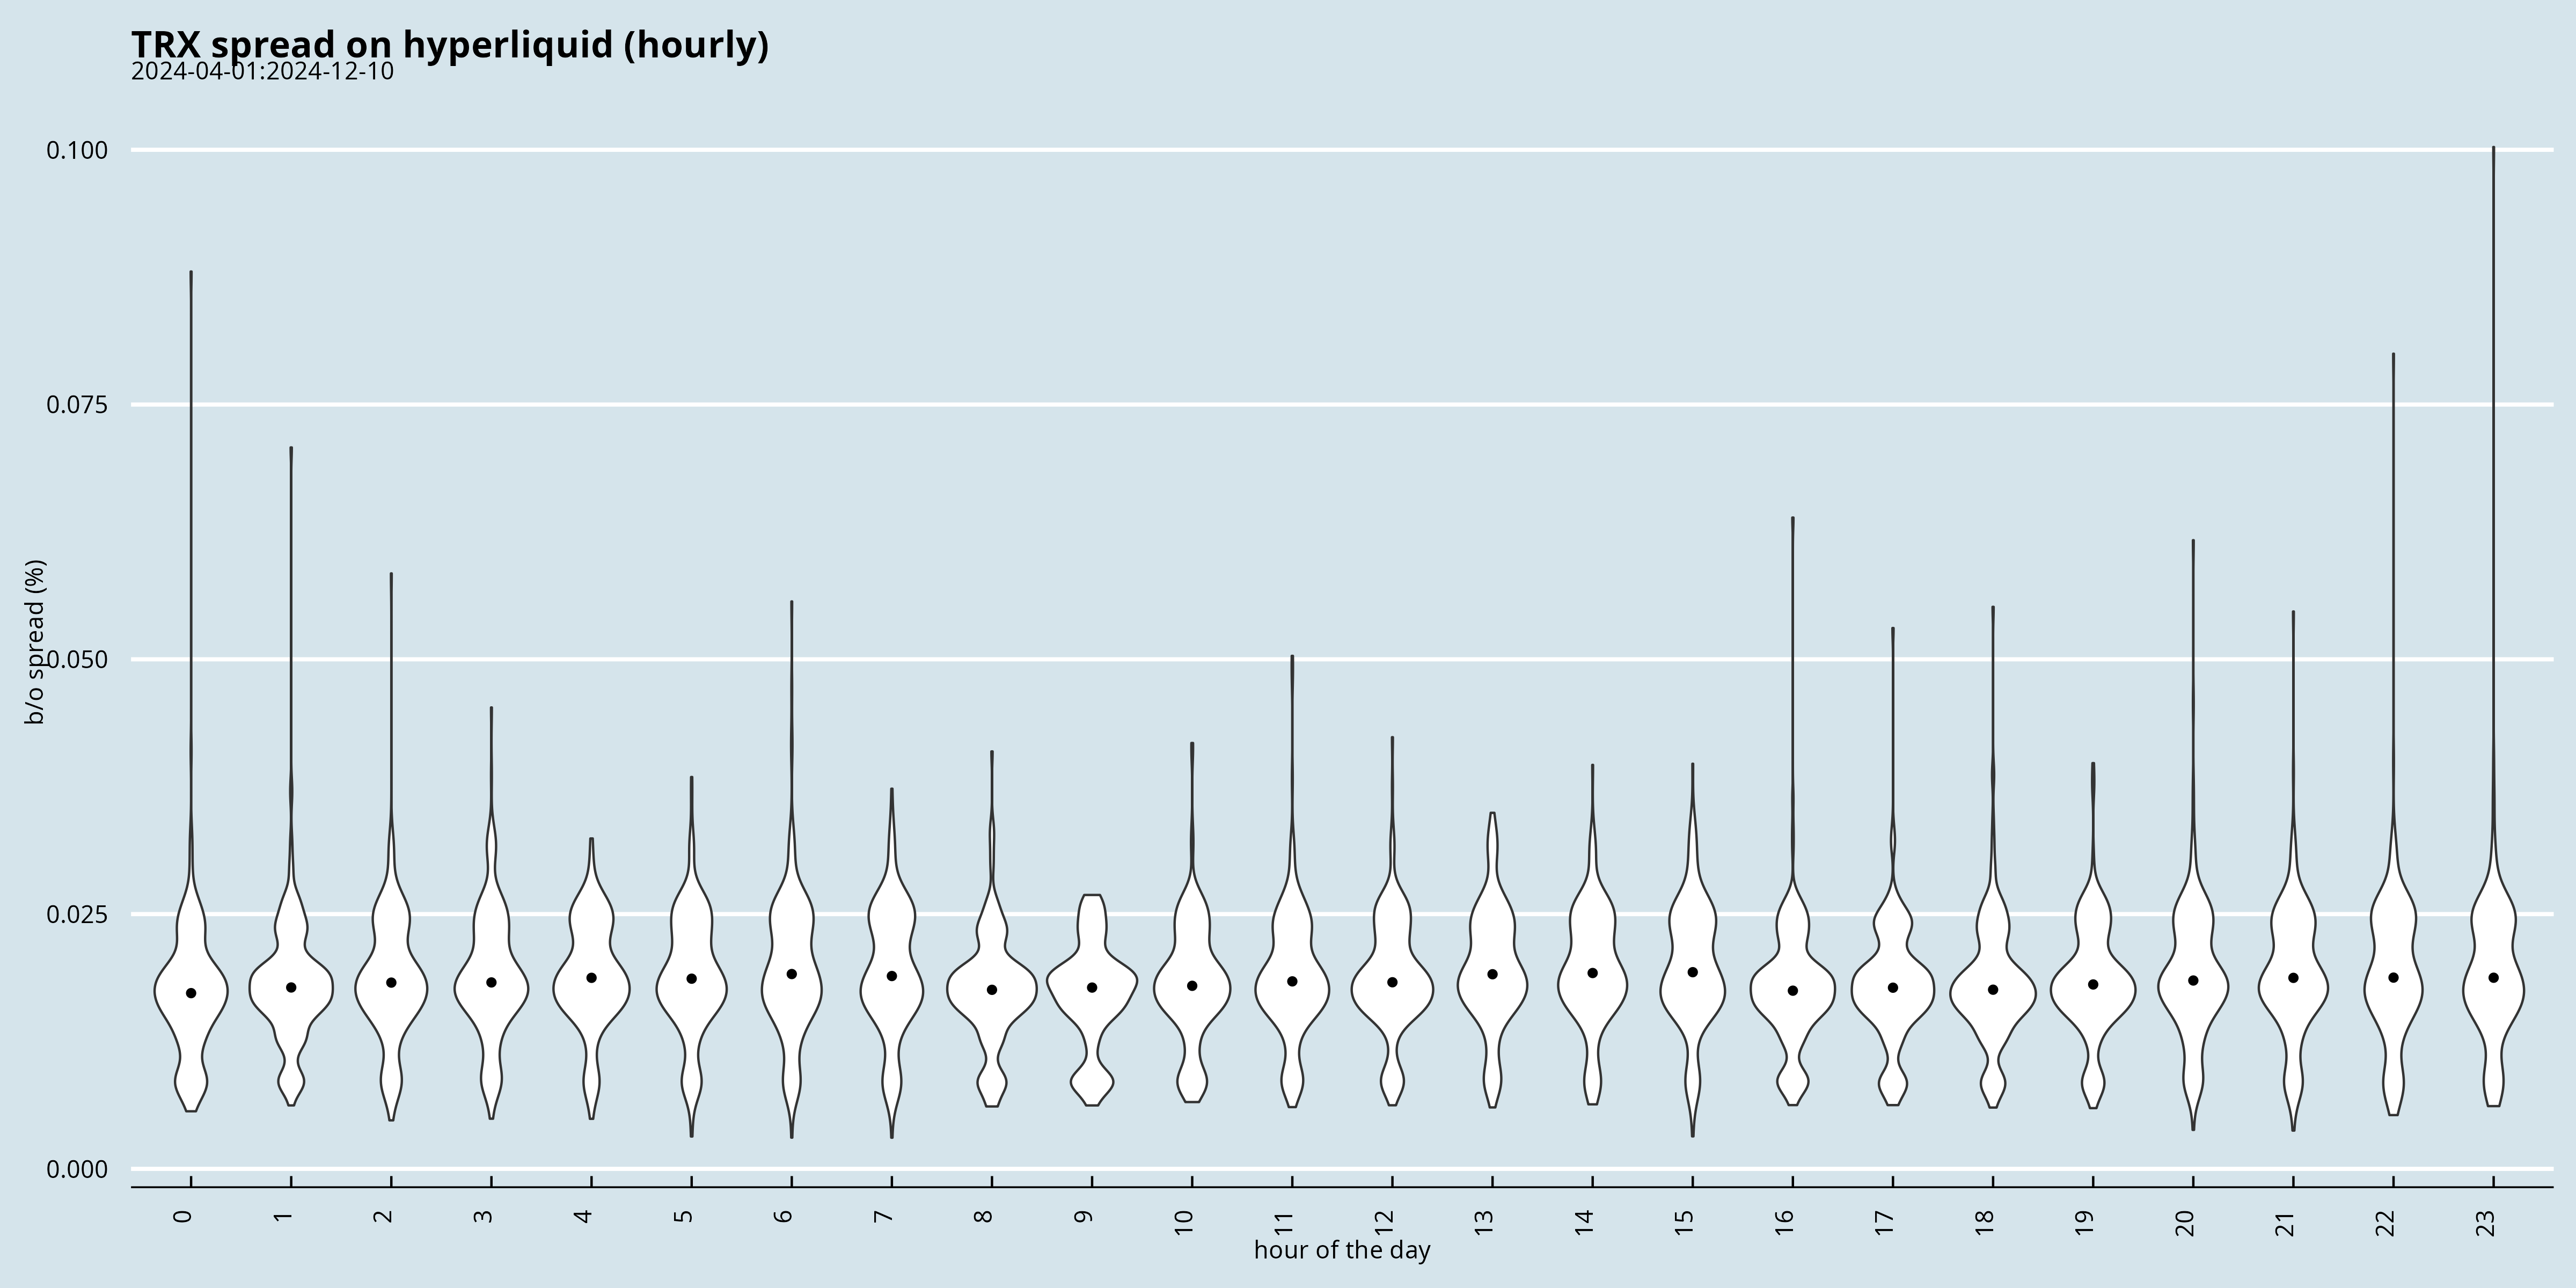 TRX spread on hyperliquid (hourly)
2024-04-01:2024-12-10
0.100
0.075
0.050
0.025
0.000
b/o spread (%)
0 1 2 3 4 5 6 7 8 9 10 11 12 13 14 15 16 17 18 19 20 21 22 23
hour of the day